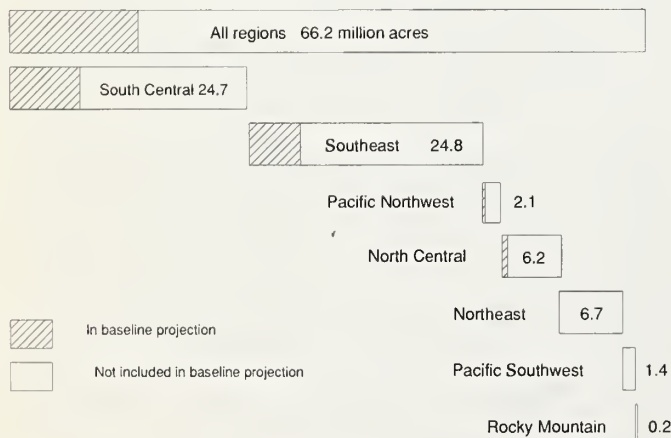 All regions 66.2 million acres
South Central 24.7
Southeast 24.8
Pacific Northwest 2.1
North Central 6.2
Northeast 6.7
In baseline projection
Not included in baseline projection
Pacific Southwest 1.4
Rocky Mountain 0.2